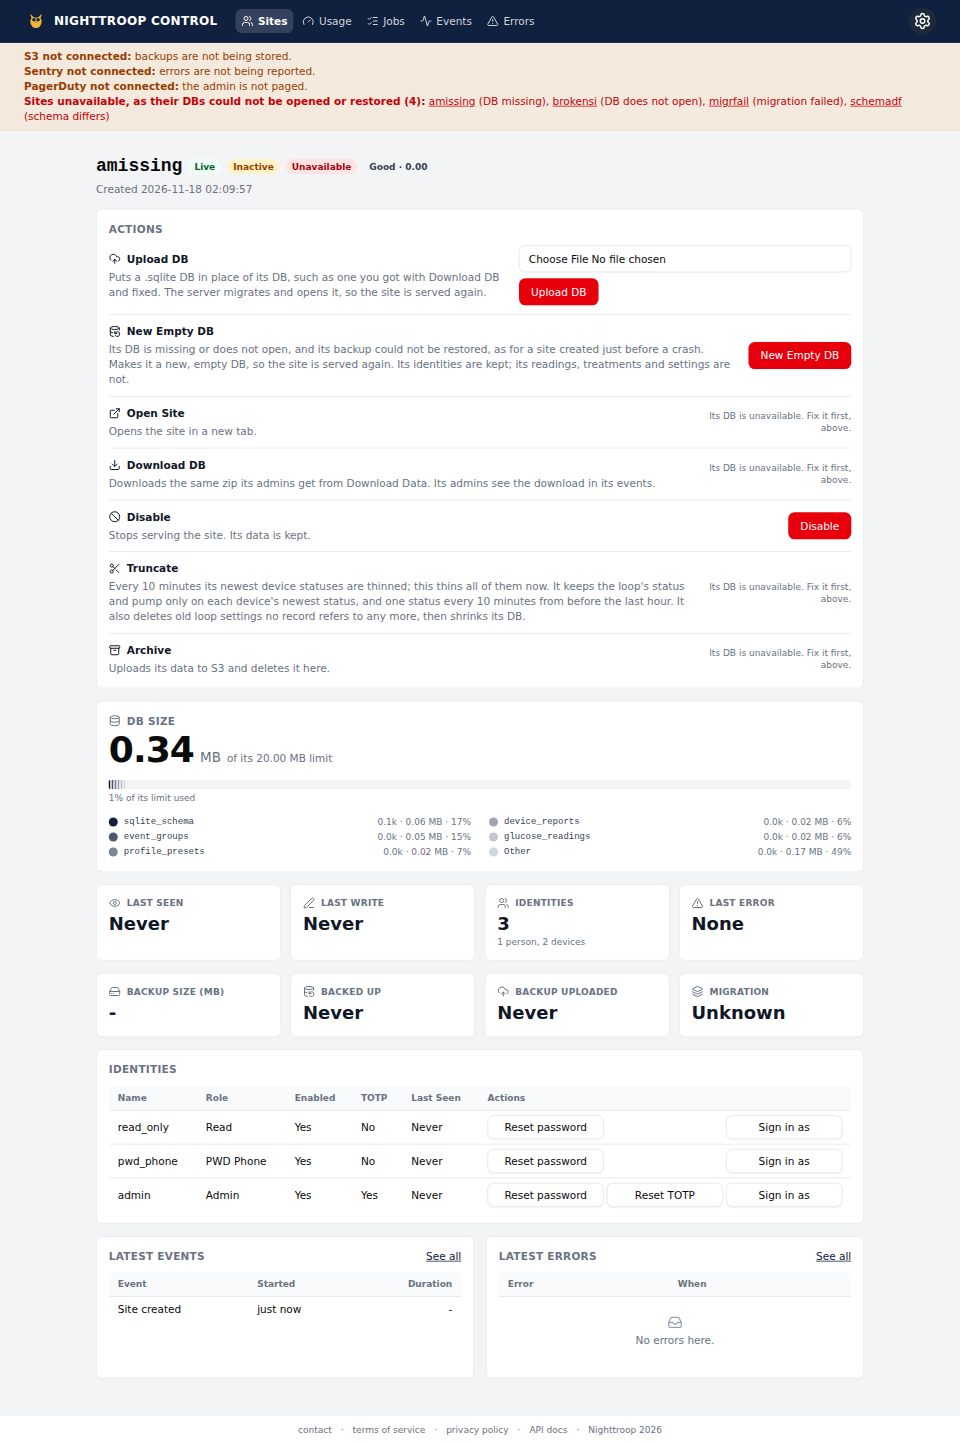 NIGHTTROOP CONTROL Sites Usage Jobs Events Errors
S3 not connected: backups are not being stored.
Sentry not connected: errors are not being reported.
PagerDuty not connected: the admin is not paged.
Sites unavailable, as their DBs could not be opened or restored (4): amissing (DB missing), brokensi (DB does not open), migrfail (migration failed), schemadf
(schema differs)
amissing Live Inactive Unavailable Good · 0.00
Created 2026-11-18 02:09:57
ACTIONS
Upload DB
Puts a .sqlite DB in place of its DB, such as one you got with Download DB
and fixed. The server migrates and opens it, so the site is served again.
Choose File No file chosen
Upload DB
New Empty DB
Its DB is missing or does not open, and its backup could not be restored, as for a site created just before a crash.
Makes it a new, empty DB, so the site is served again. Its identities are kept; its readings, treatments and settings are
not.
New Empty DB
Open Site
Opens the site in a new tab.
Its DB is unavailable. Fix it first,
above.
Download DB
Downloads the same zip its admins get from Download Data. Its admins see the download in its events.
Its DB is unavailable. Fix it first,
above.
Disable
Stops serving the site. Its data is kept.
Disable
Truncate
Every 10 minutes its newest device statuses are thinned; this thins all of them now. It keeps the loop's status
and pump only on each device's newest status, and one status every 10 minutes from before the last hour. It
also deletes old loop settings no record refers to any more, then shrinks its DB.
Its DB is unavailable. Fix it first,
above.
Archive
Uploads its data to S3 and deletes it here.
Its DB is unavailable. Fix it first,
above.
DB SIZE
0.34 MB of its 20.00 MB limit
1% of its limit used
sqlite_schema 0.1k · 0.06 MB · 17%
event_groups 0.0k · 0.05 MB · 15%
profile_presets 0.0k · 0.02 MB · 7%
device_reports 0.0k · 0.02 MB · 6%
glucose_readings 0.0k · 0.02 MB · 6%
Other 0.0k · 0.17 MB · 49%
LAST SEEN
Never
LAST WRITE
Never
IDENTITIES
3
1 person, 2 devices
LAST ERROR
None
BACKUP SIZE (MB)
-
BACKED UP
Never
BACKUP UPLOADED
Never
MIGRATION
Unknown
IDENTITIES
Name Role Enabled TOTP Last Seen Actions
read_only Read Yes No Never Reset password Sign in as
pwd_phone PWD Phone Yes No Never Reset password Sign in as
admin Admin Yes Yes Never Reset password Reset TOTP Sign in as
LATEST EVENTS See all
Event Started Duration
Site created just now -
LATEST ERRORS See all
Error When
No errors here.
contact · terms of service · privacy policy · API docs · Nighttroop 2026